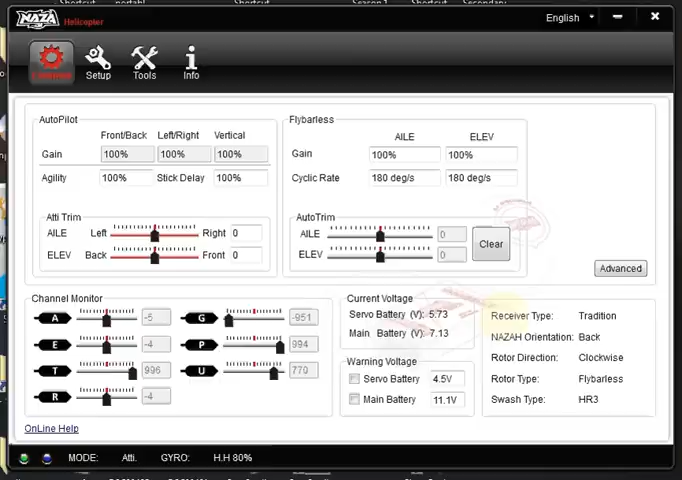 NAZA Helicopter
English
Setup Tools Info
AutoPilot
Front/Back Left/Right Vertical
Gain 100% 100% 100%
Agility 100% Stick Delay 100%
Atti Trim
AILE Left Right 0
ELEV Back Front 0
Flybarless
AILE ELEV
Gain 100% 100%
Cyclic Rate 180 deg/s 180 deg/s
AutoTrim
AILE 0
ELEV 0
Clear
Advanced
Channel Monitor
A -5 G -951
E -4 P 994
T 996 U 770
R -4
Current Voltage
Servo Battery (V): 5.73
Main Battery (V): 7.13
Warning Voltage
Servo Battery 4.5V
Main Battery 11.1V
Receiver Type: Tradition
NAZAH Orientation: Back
Rotor Direction: Clockwise
Rotor Type: Flybarless
Swash Type: HR3
OnLine Help
MODE: Atti. GYRO: H.H 80%